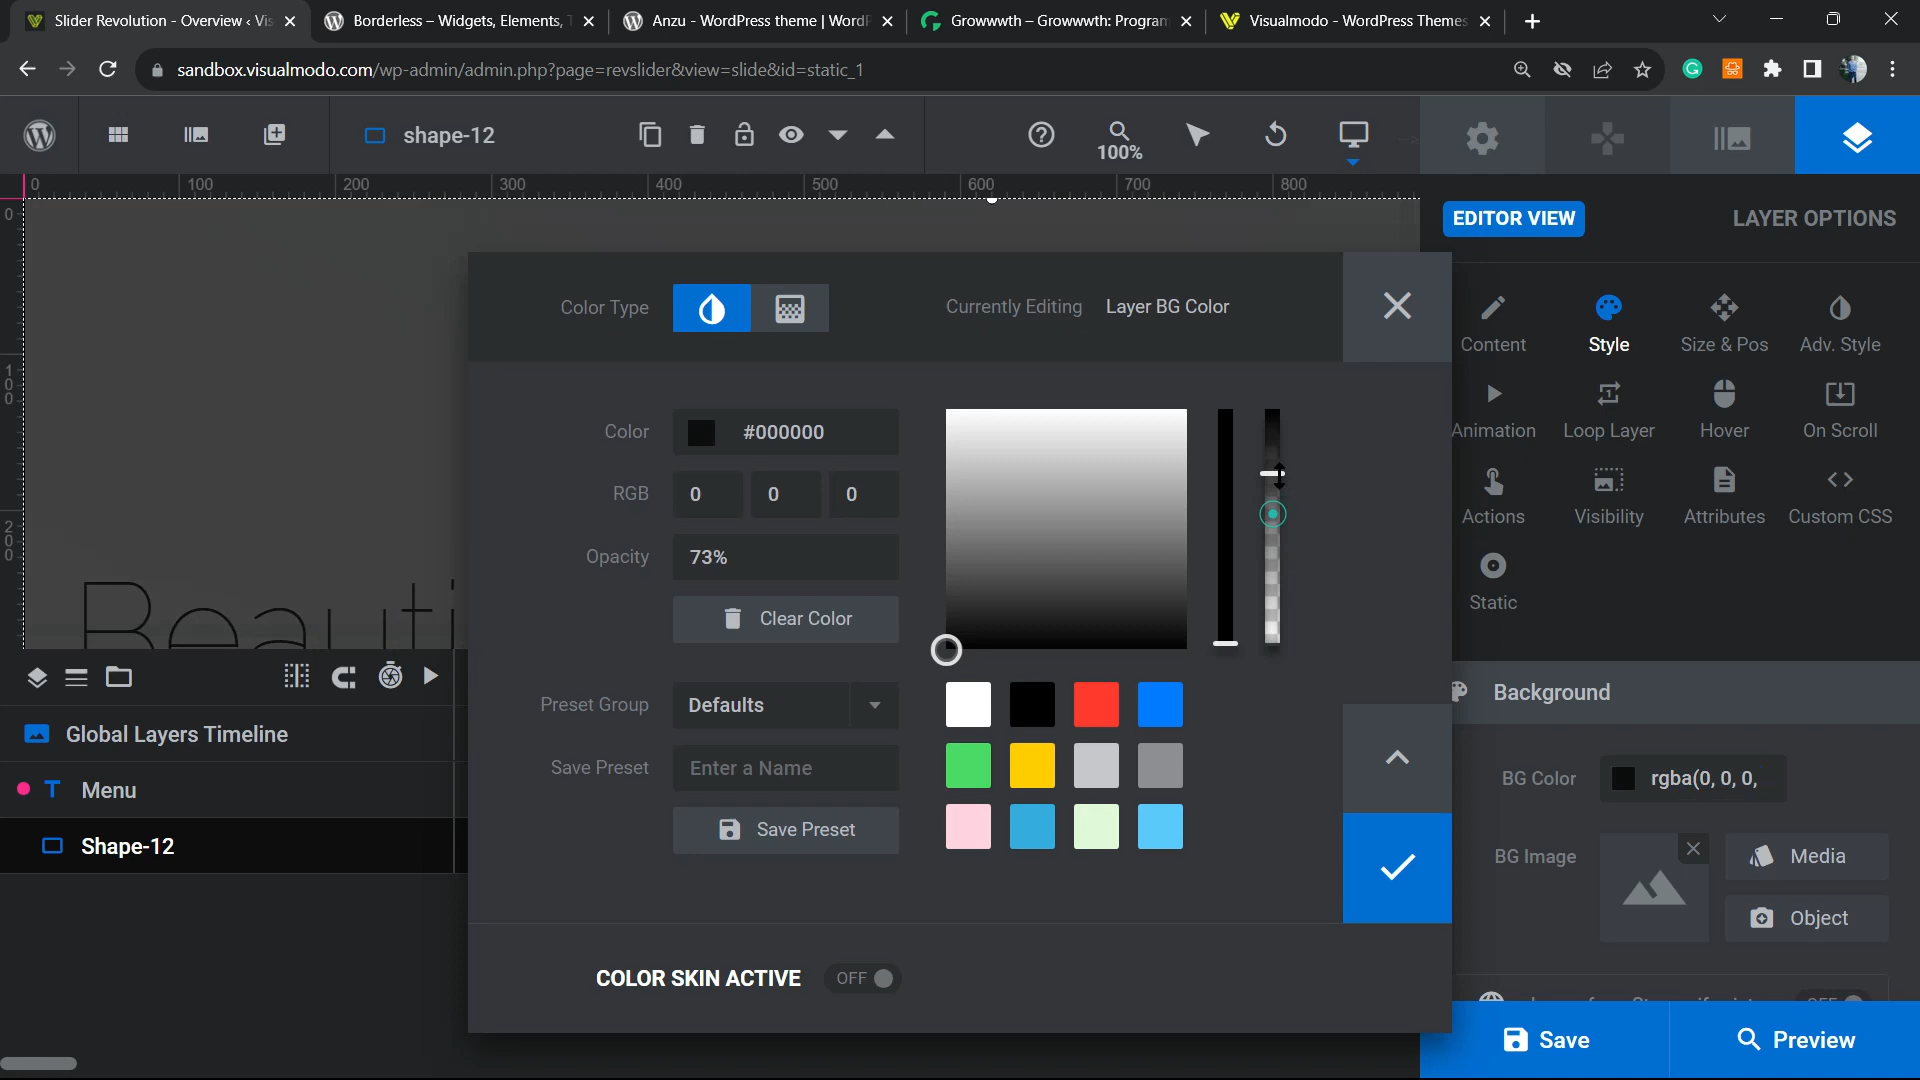 Slider Revolution - Overview ‹ Vis
Borderless – Widgets, Elements, T
Anzu - WordPress theme | WordP
Growwwth – Growwwth: Program
Visualmodo - WordPress Themes
sandbox.visualmodo.com/wp-admin/admin.php?page=revslider&view=slide&id=static_1
shape-12
100%
0 100 200 300 400 500 600 700 800
0
100
200
EDITOR VIEW
LAYER OPTIONS
Color Type
Currently Editing Layer BG Color
Content
Style
Size & Pos
Adv. Style
Animation
Loop Layer
Hover
On Scroll
Actions
Visibility
Attributes
Custom CSS
Static
Color
#000000
RGB
0 0 0
Opacity
73%
Clear Color
Beauti
Preset Group
Defaults
Save Preset
Enter a Name
Save Preset
COLOR SKIN ACTIVE
OFF
Global Layers Timeline
Menu
Shape-12
Background
BG Color
rgba(0, 0, 0,
BG Image
Media
Object
Save
Preview